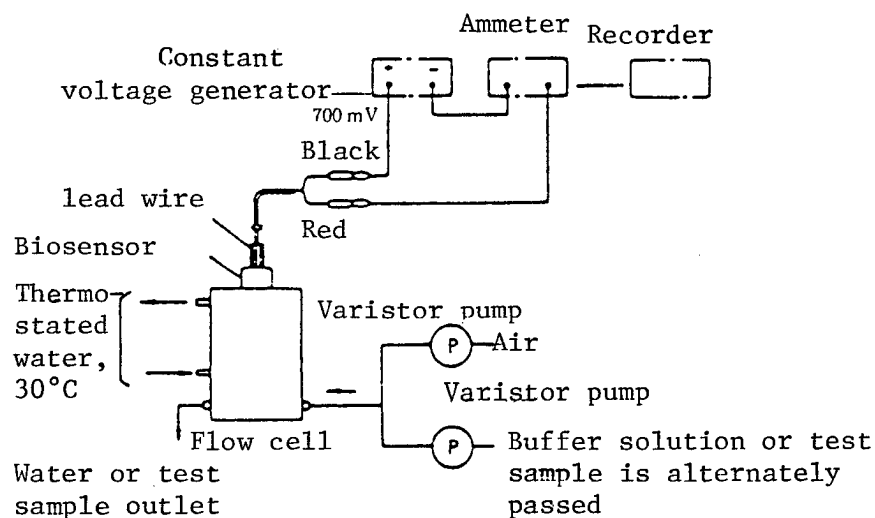 Ammeter
Recorder
Constant
voltage generator
+ -
700 mV
Black
lead wire
Red
Biosensor
Thermo-
stated
water,
30°C
Varistor pump
P
Air
Varistor pump
Flow cell
P
Buffer solution or test
sample is alternately
passed
Water or test
sample outlet